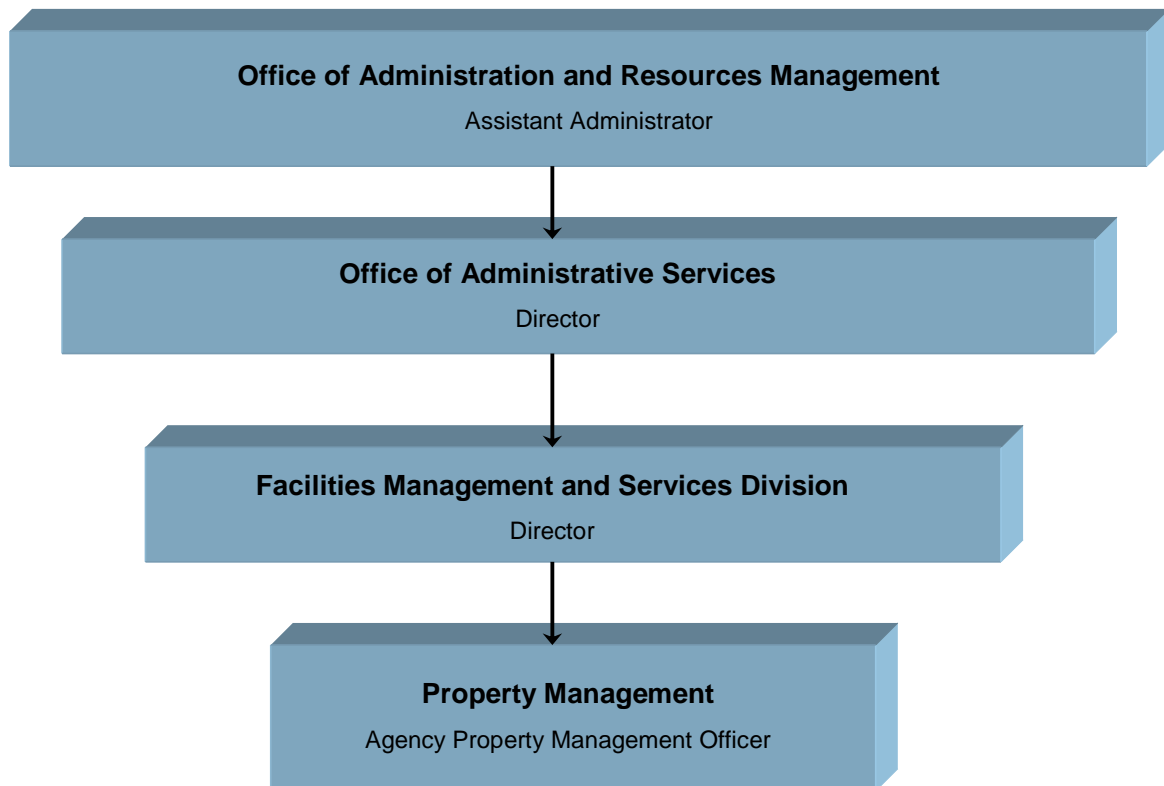 Office of Administration and Resources Management
Assistant Administrator
Office of Administrative Services
Director
Facilities Management and Services Division
Director
Property Management
Agency Property Management Officer